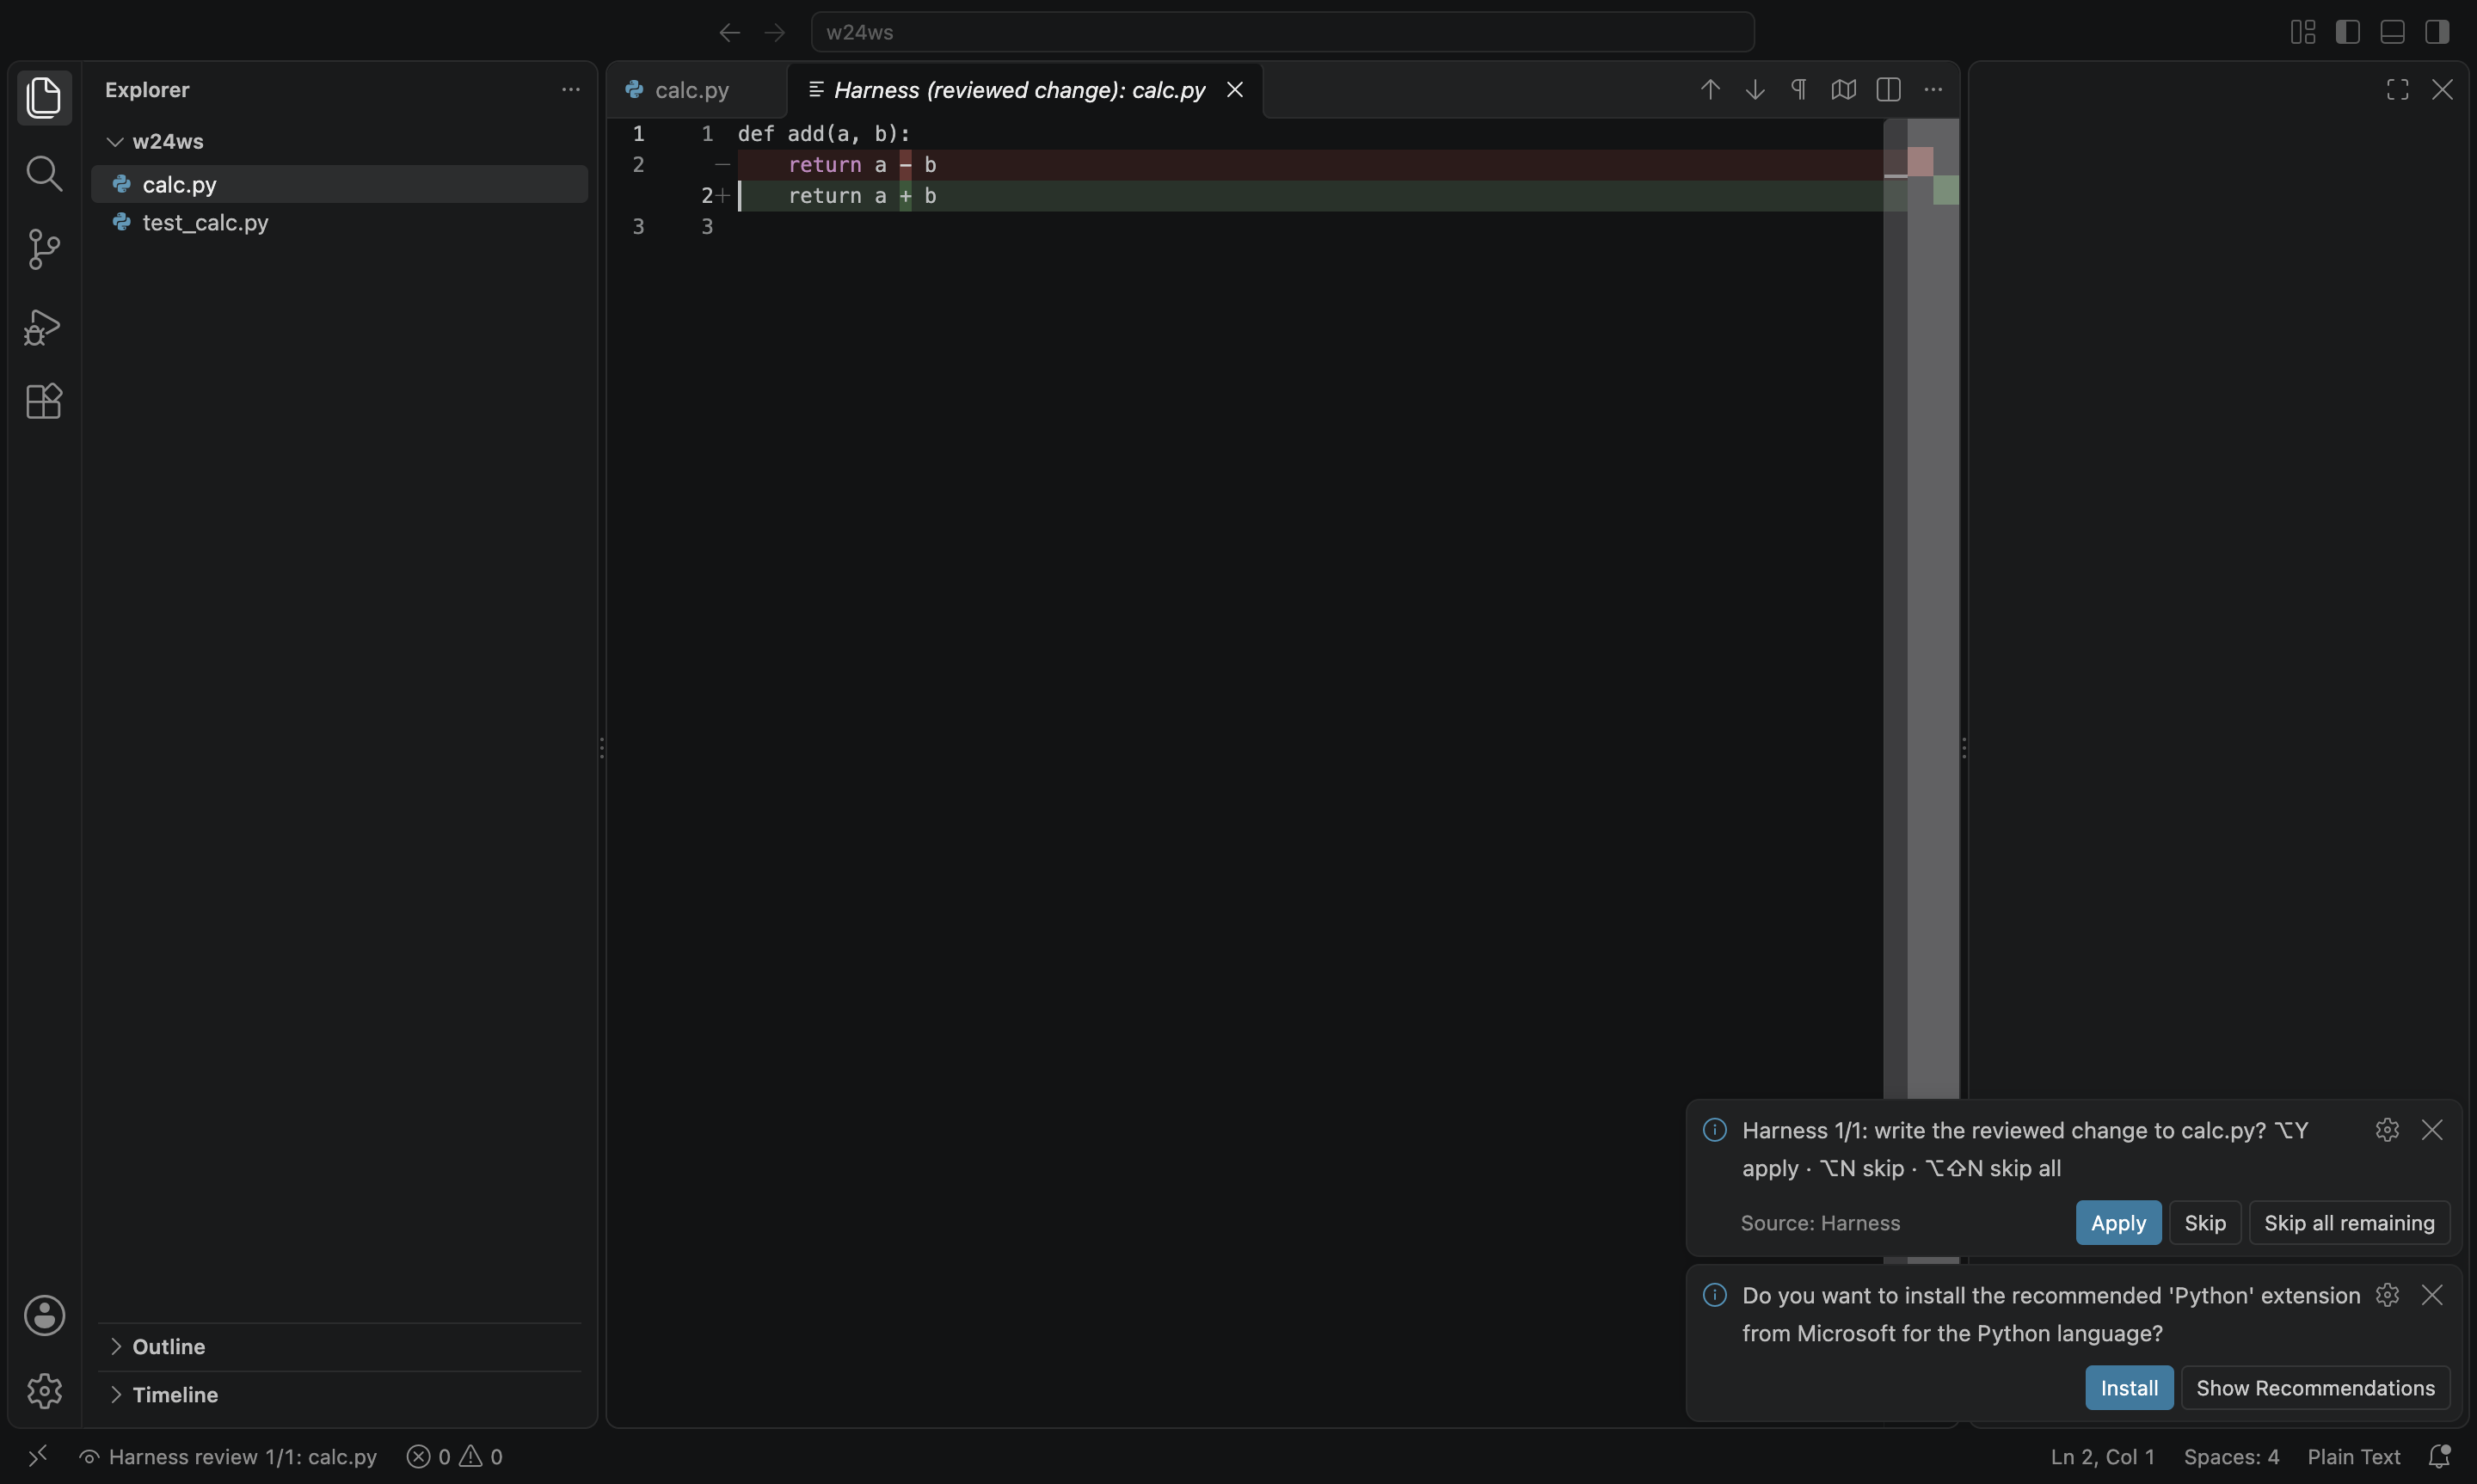 w24ws
Explorer
w24ws
calc.py
test_calc.py
Outline
Timeline
calc.py
Harness (reviewed change): calc.py
1 1 def add(a, b):
2 — return a - b
2+ return a + b
3 3
Harness 1/1: write the reviewed change to calc.py? ⌥Y
apply · ⌥N skip · ⌥⇧N skip all
Source: Harness
Apply
Skip
Skip all remaining
Do you want to install the recommended 'Python' extension
from Microsoft for the Python language?
Install
Show Recommendations
Harness review 1/1: calc.py
0
0
Ln 2, Col 1
Spaces: 4
Plain Text